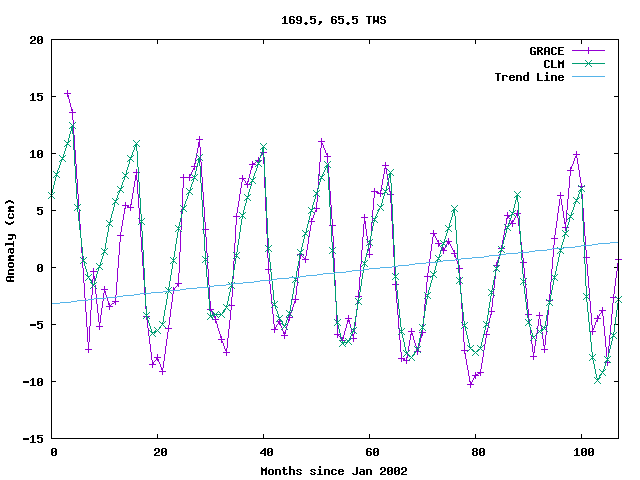 169.5, 65.5 TWS
GRACE
CLM
Trend Line
20
15
10
5
0
-5
-10
-15
Anomaly (cm)
0 20 40 60 80 100
Months since Jan 2002